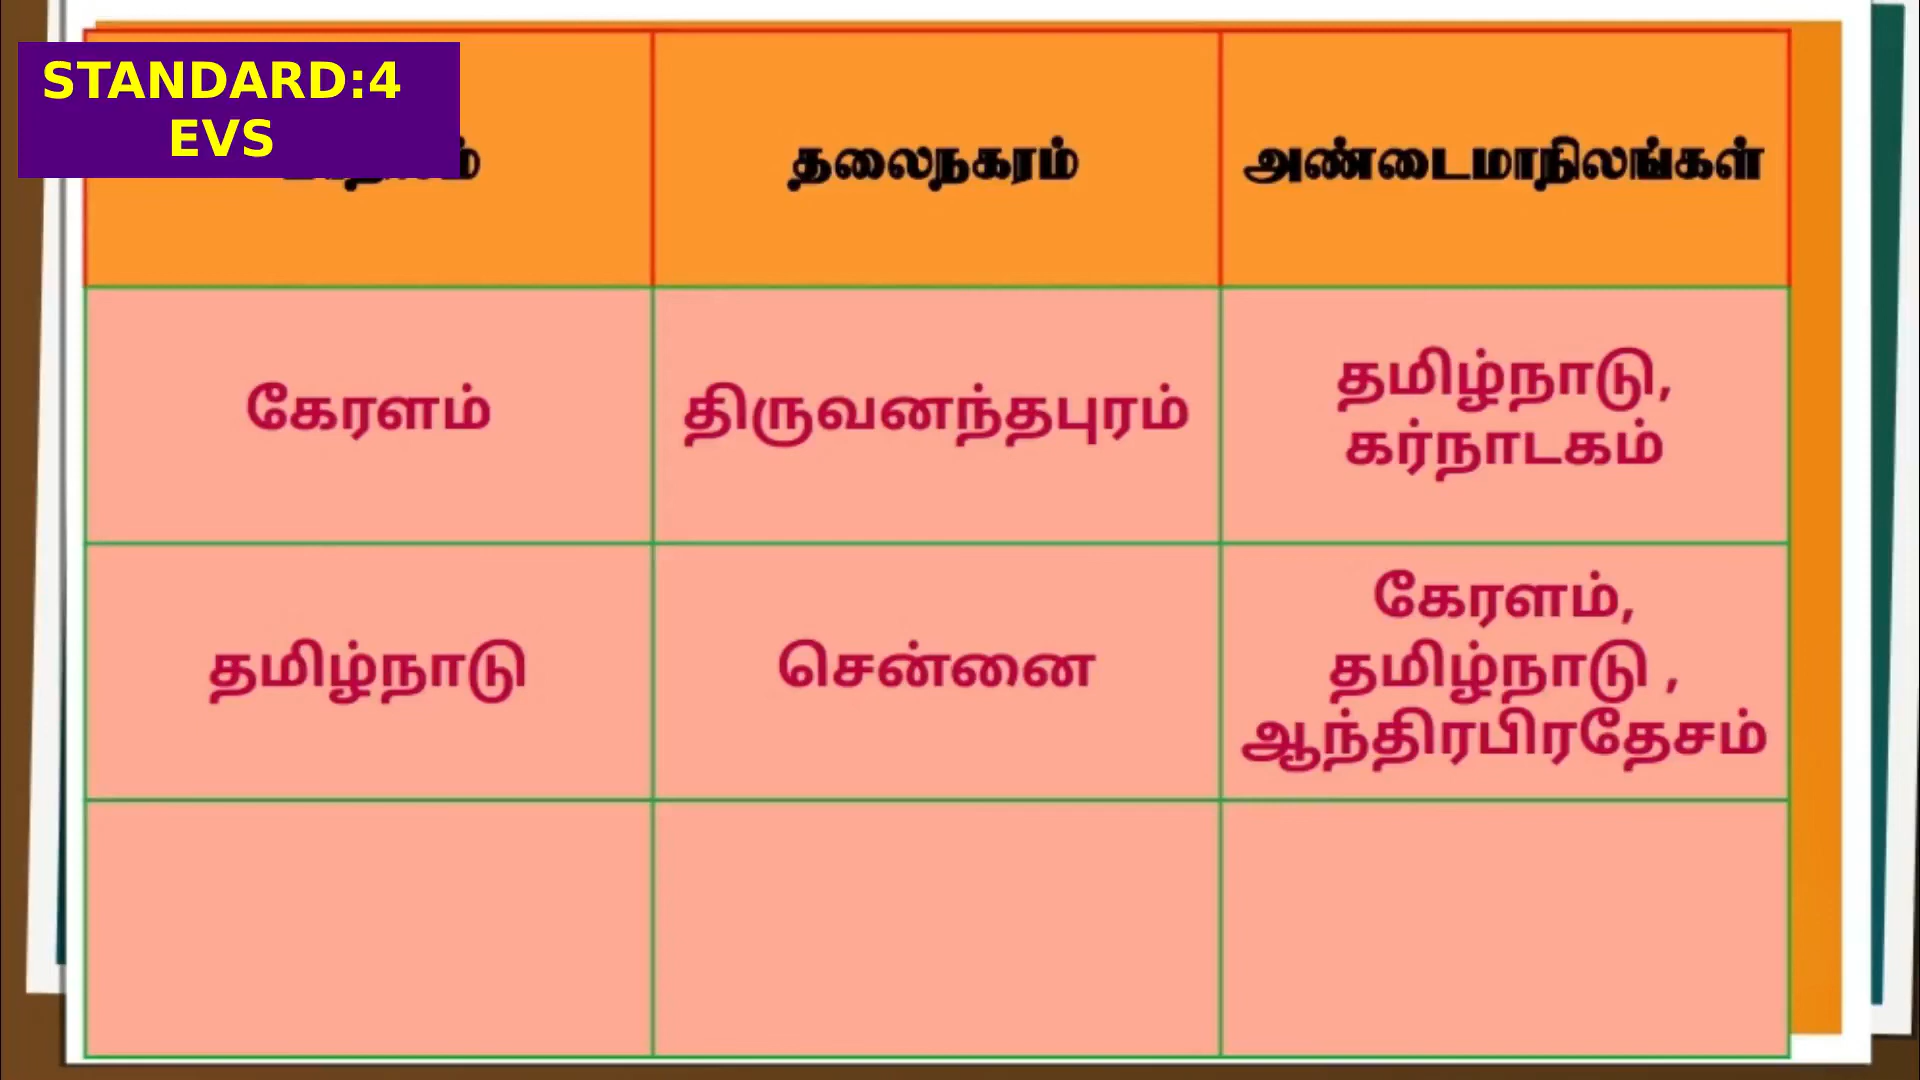 STANDARD:4
EVS
தலைநகரம்
அண்டைமாநிலங்கள்
கேரளம்
திருவனந்தபுரம்
தமிழ்நாடு,
கர்நாடகம்
தமிழ்நாடு
சென்னை
கேரளம்,
தமிழ்நாடு ,
ஆந்திரபிரதேசம்